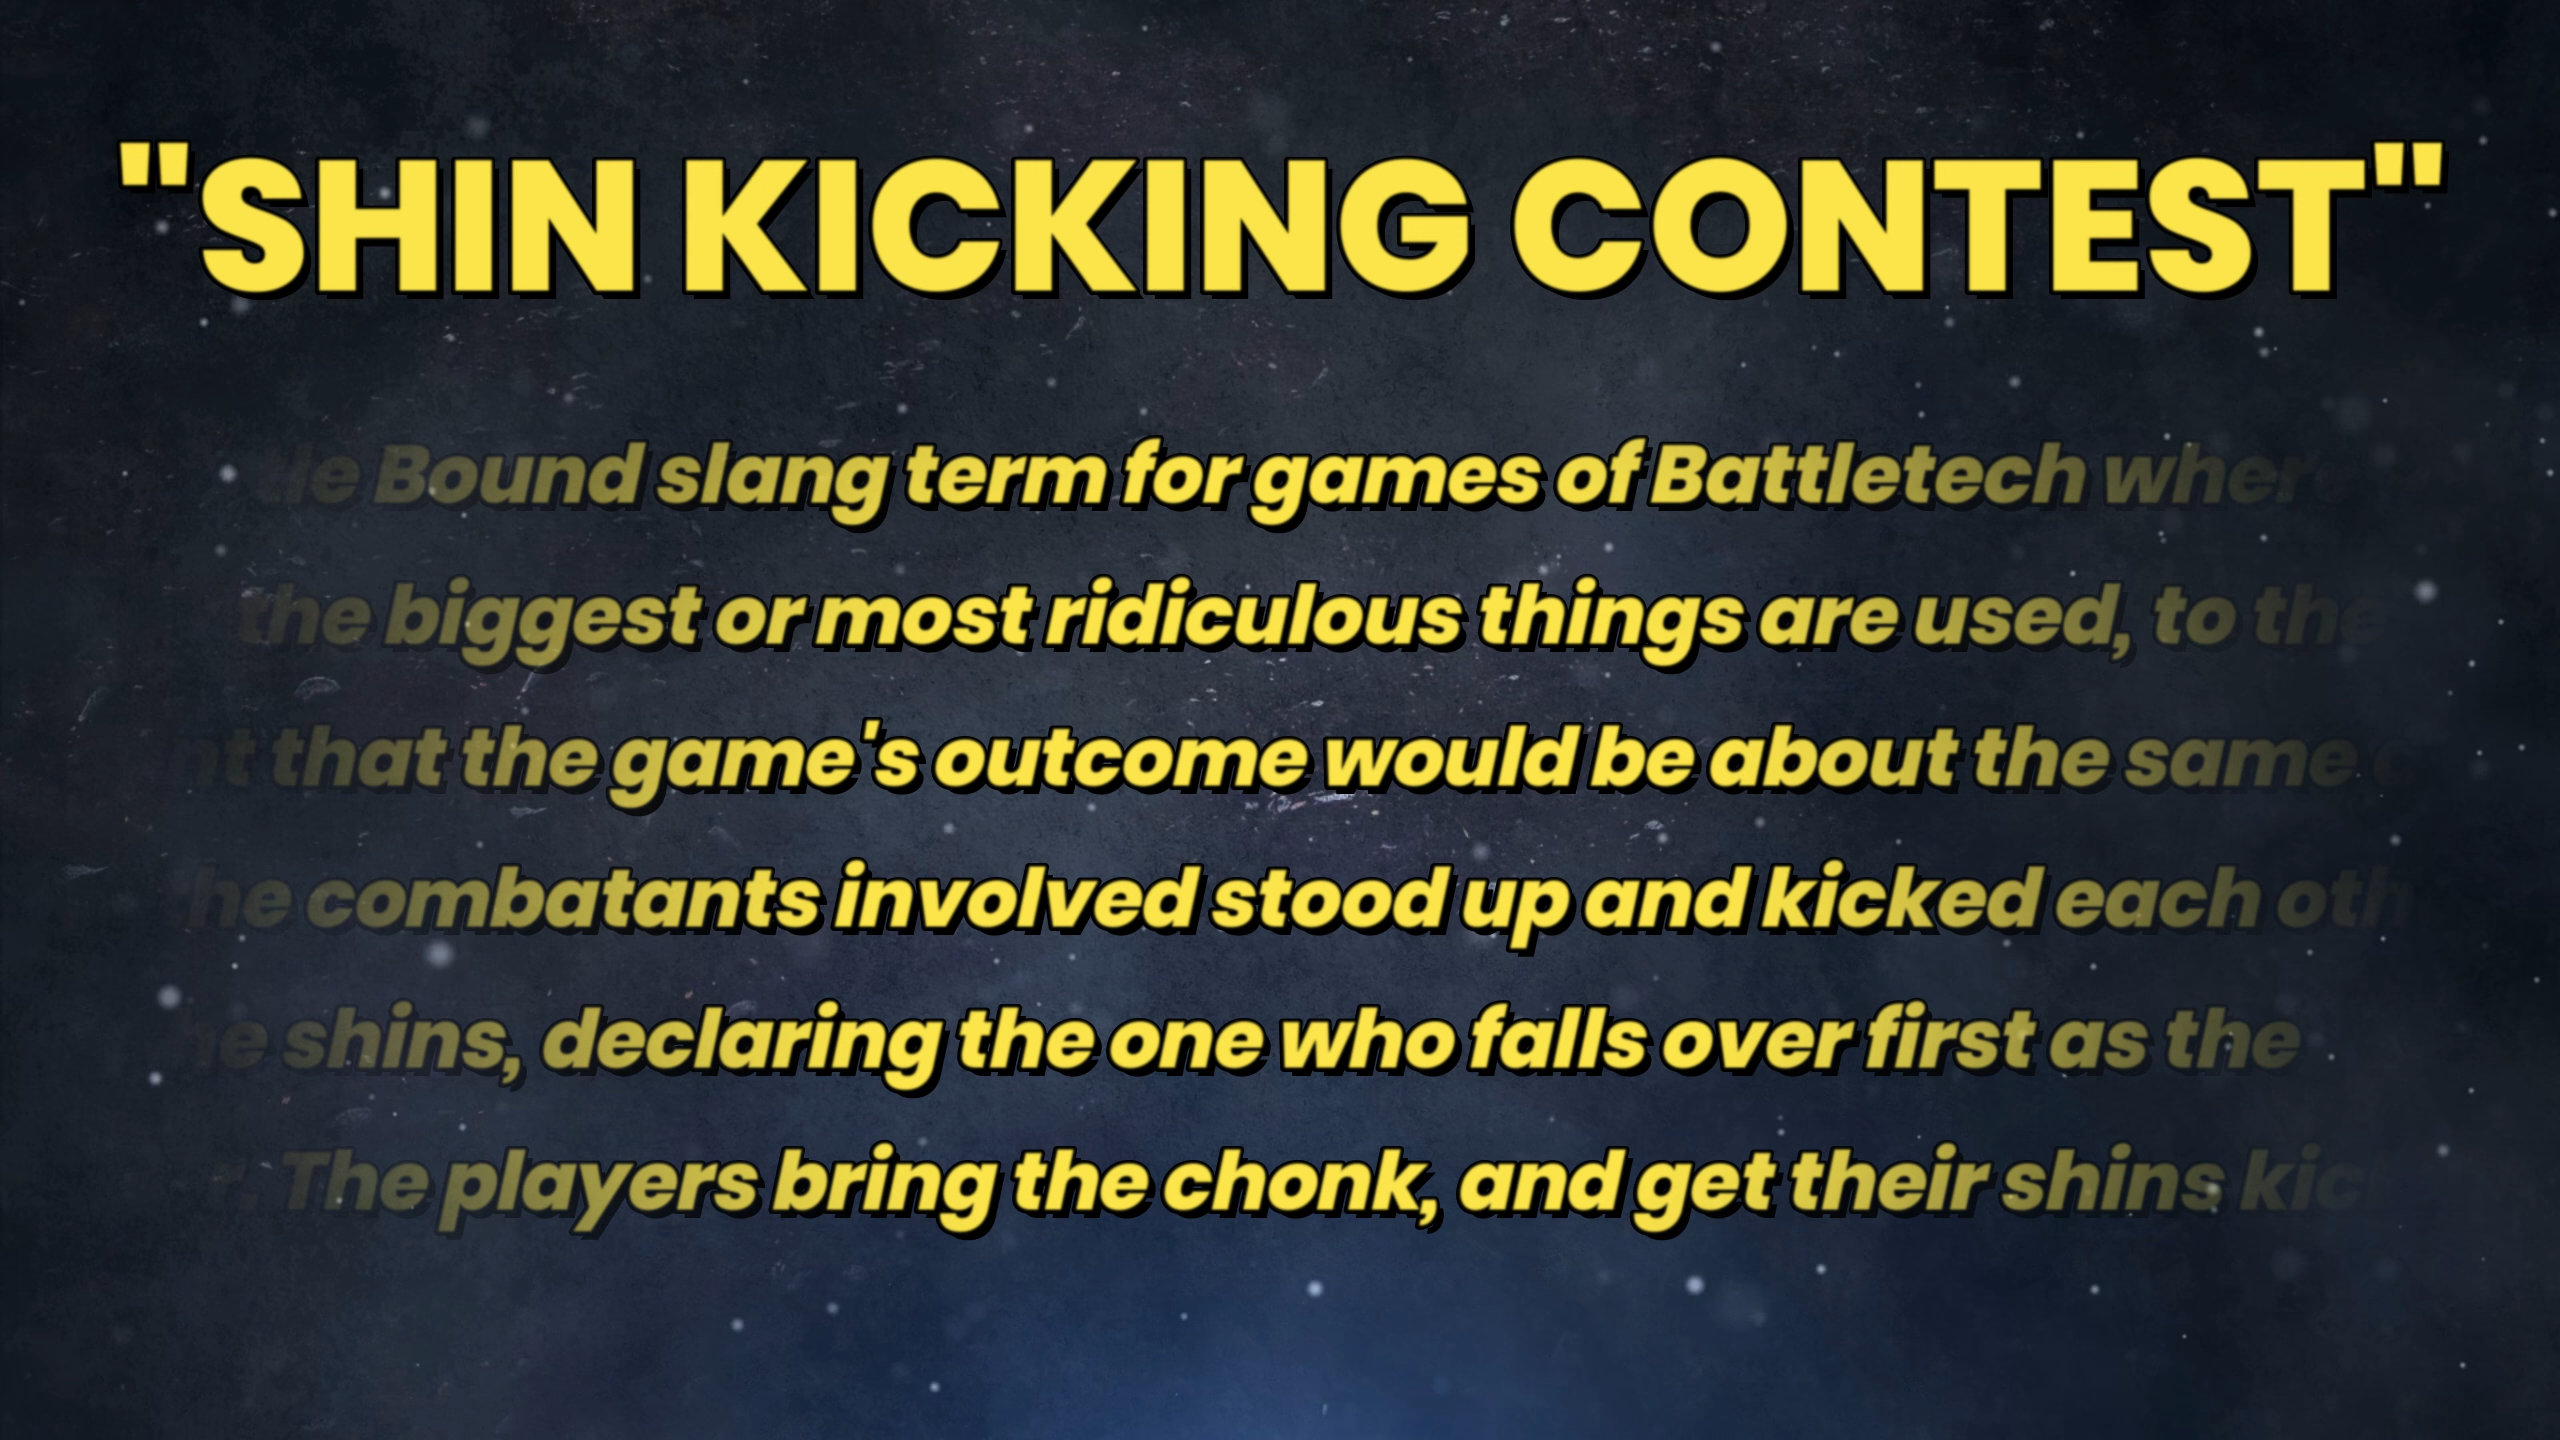 "SHIN KICKING CONTEST"
Bound slang term for games of Battletech where
the biggest or most ridiculous things are used, to the
that the game's outcome would be about the same
combatants involved stood up and kicked each
shins, declaring the one who falls over first as the
The players bring the chonk, and get their shins